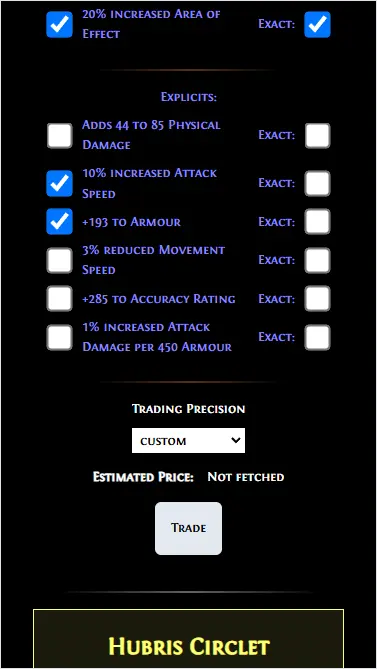 20% increased Area of
Effect
Exact:
Explicits:
Adds 44 to 85 Physical
Damage
Exact:
10% increased Attack
Speed
Exact:
+193 to Armour
Exact:
3% reduced Movement
Speed
Exact:
+285 to Accuracy Rating
Exact:
1% increased Attack
Damage per 450 Armour
Exact:
Trading Precision
custom
Estimated Price: Not fetched
Trade
Hubris Circlet